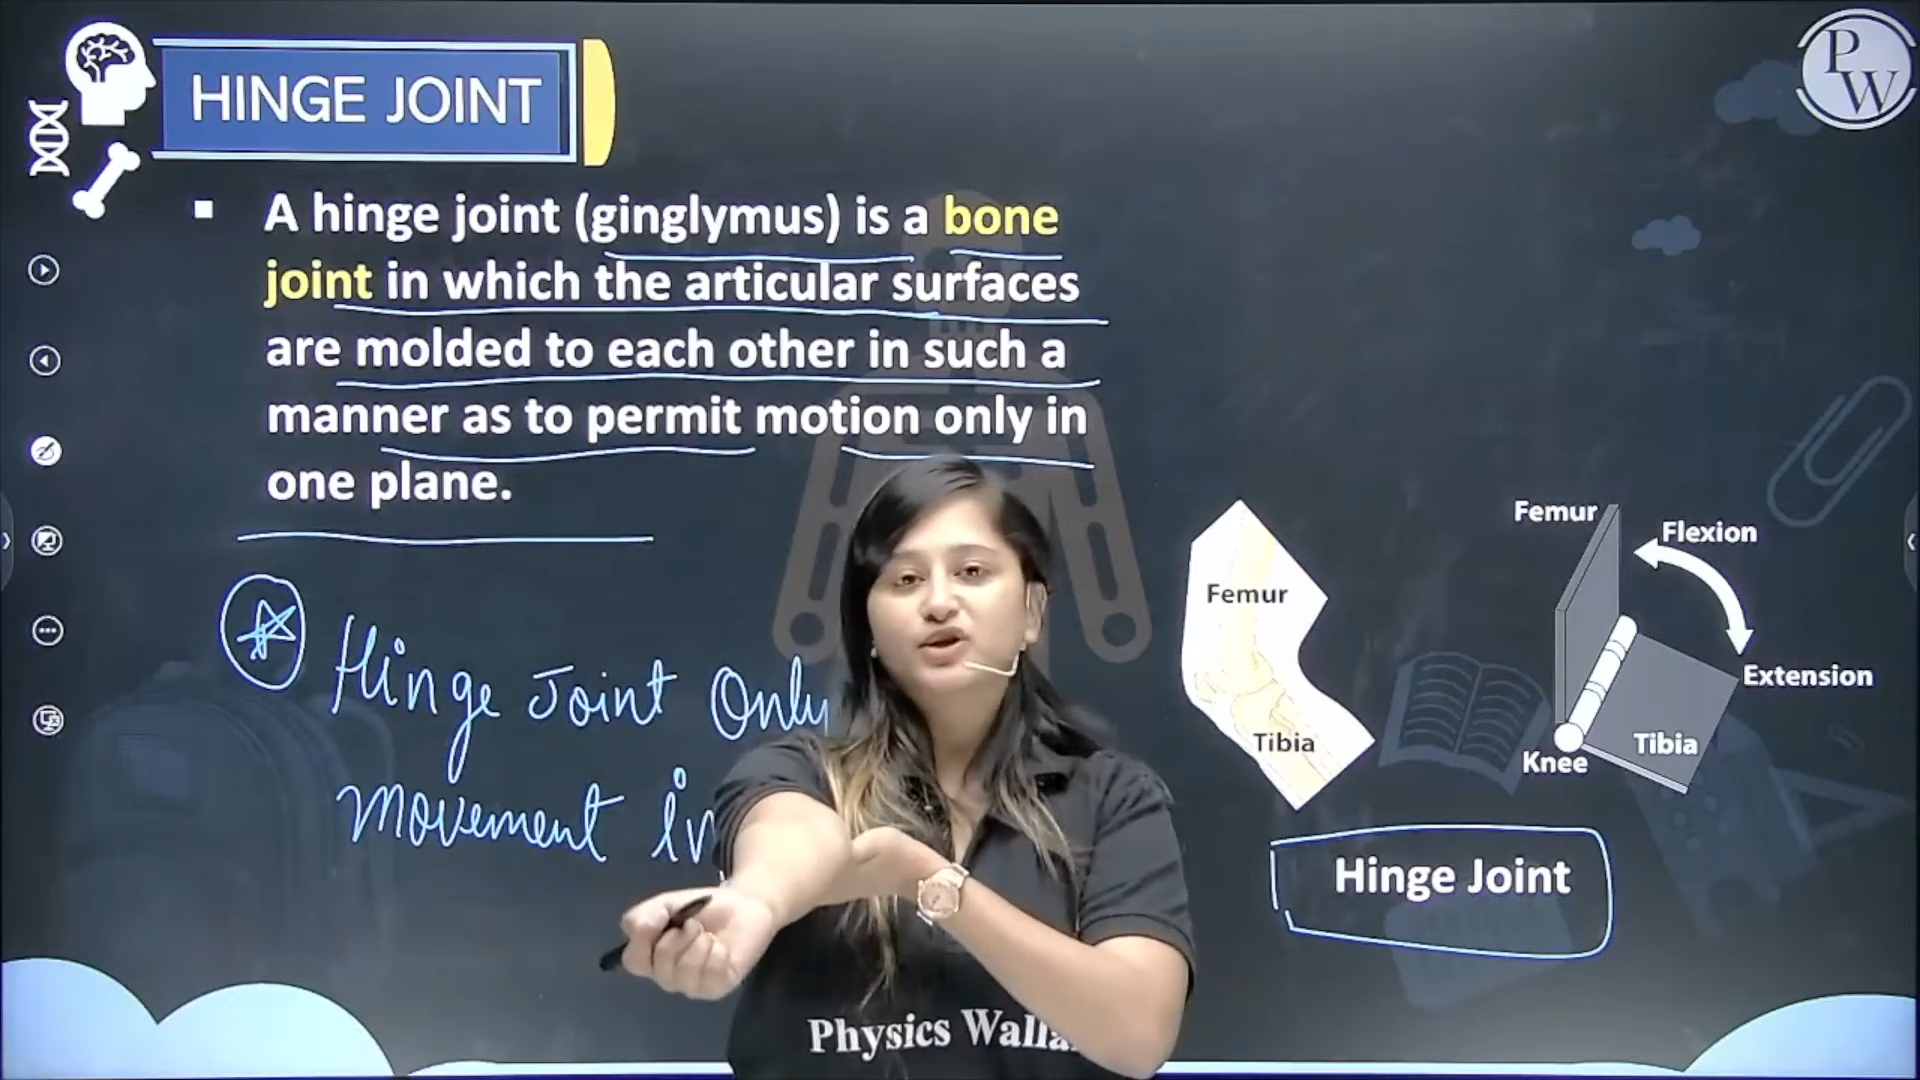 HINGE JOINT
PW
A hinge joint (ginglymus) is a bone
joint in which the articular surfaces
are molded to each other in such a
manner as to permit motion only in
one plane.
Hinge Joint Only
Movement in
Femur
Tibia
Femur
Flexion
Extension
Knee
Tibia
Hinge Joint
Physics Walla